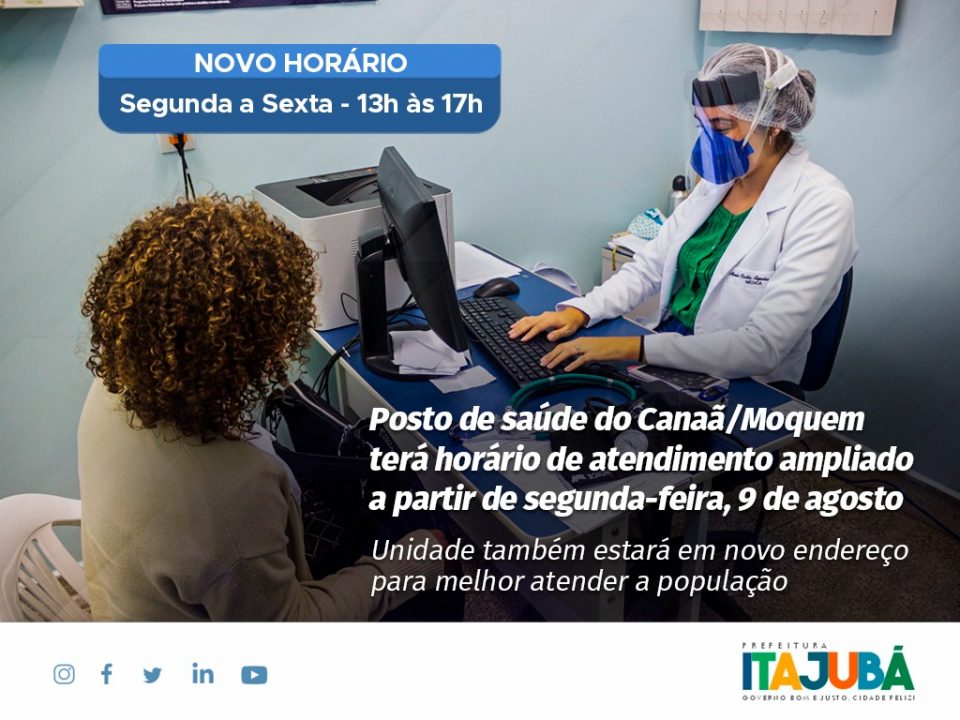 NOVO HORÁRIO
Segunda a Sexta - 13h às 17h
MÉDICA
Posto de saúde do Canaã/Moquem
terá horário de atendimento ampliado
a partir de segunda-feira, 9 de agosto
Unidade também estará em novo endereço
para melhor atender a população
PREFEITURA
ITAJUBÁ
GOVERNO BOM E JUSTO, CIDADE FELIZ!